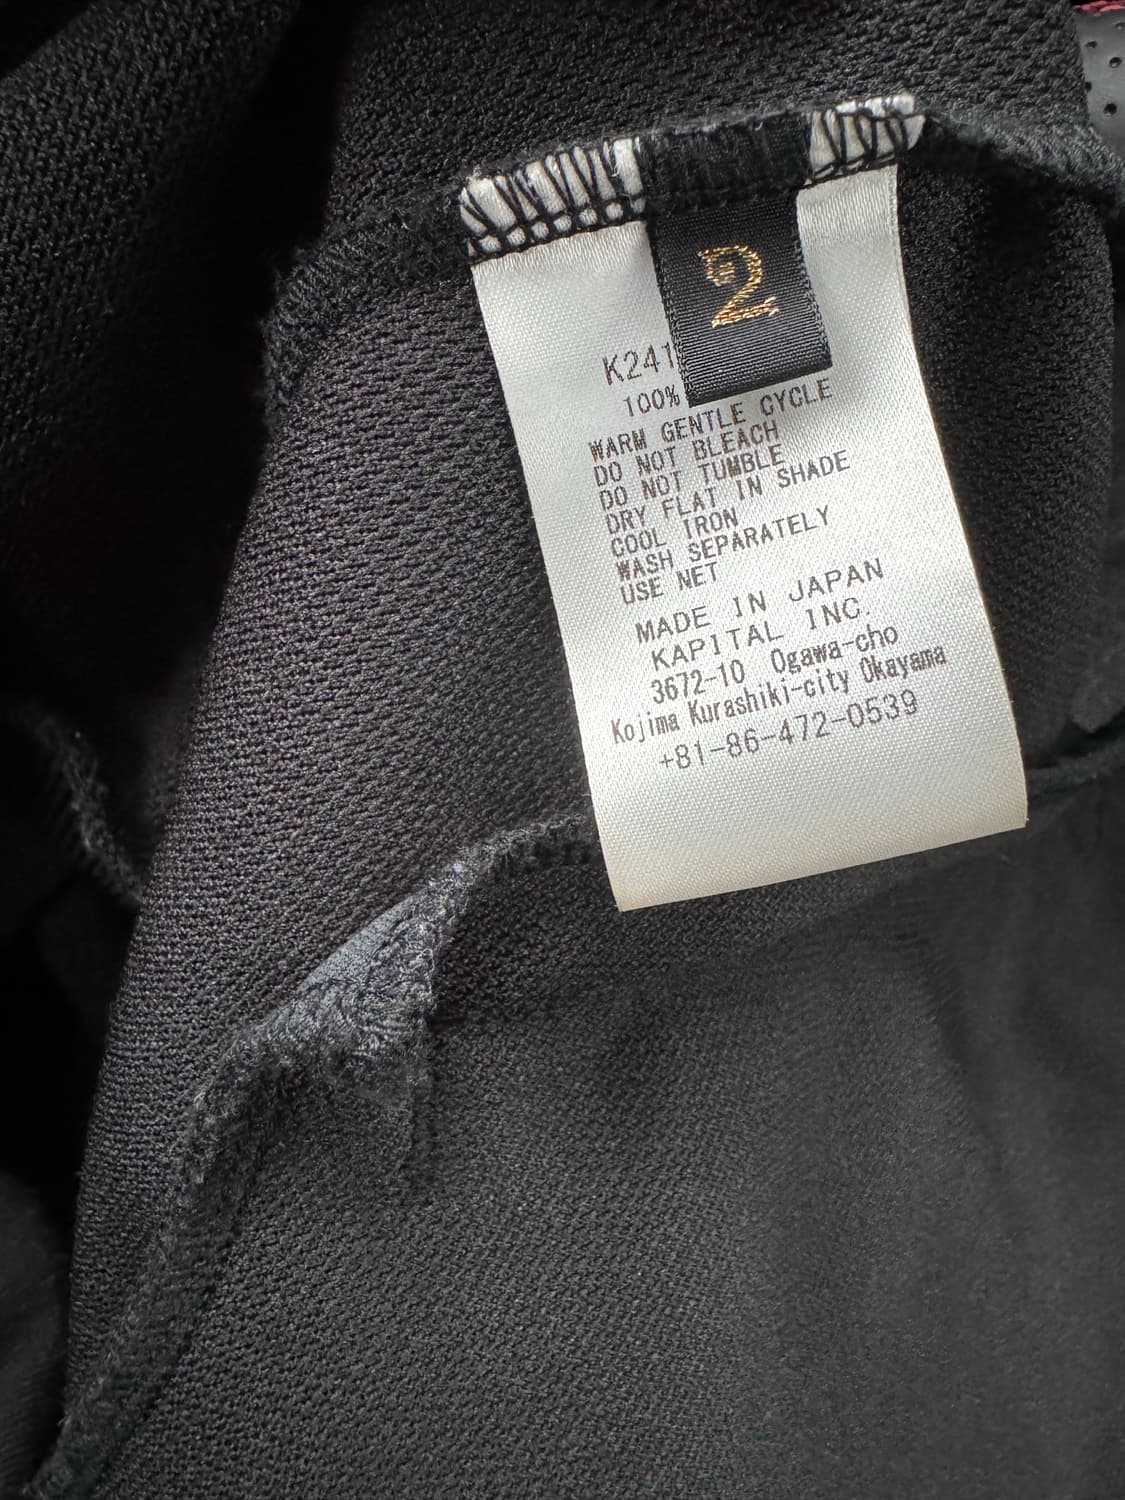 2
K241
100%
WARM GENTLE CYCLE
DO NOT BLEACH
DO NOT TUMBLE
DRY FLAT IN SHADE
COOL IRON
WASH SEPARATELY
USE NET
MADE IN JAPAN
KAPITAL INC.
3672-10 Ogawa-cho
Kojima Kurashiki-city Okayama
+81-86-472-0539